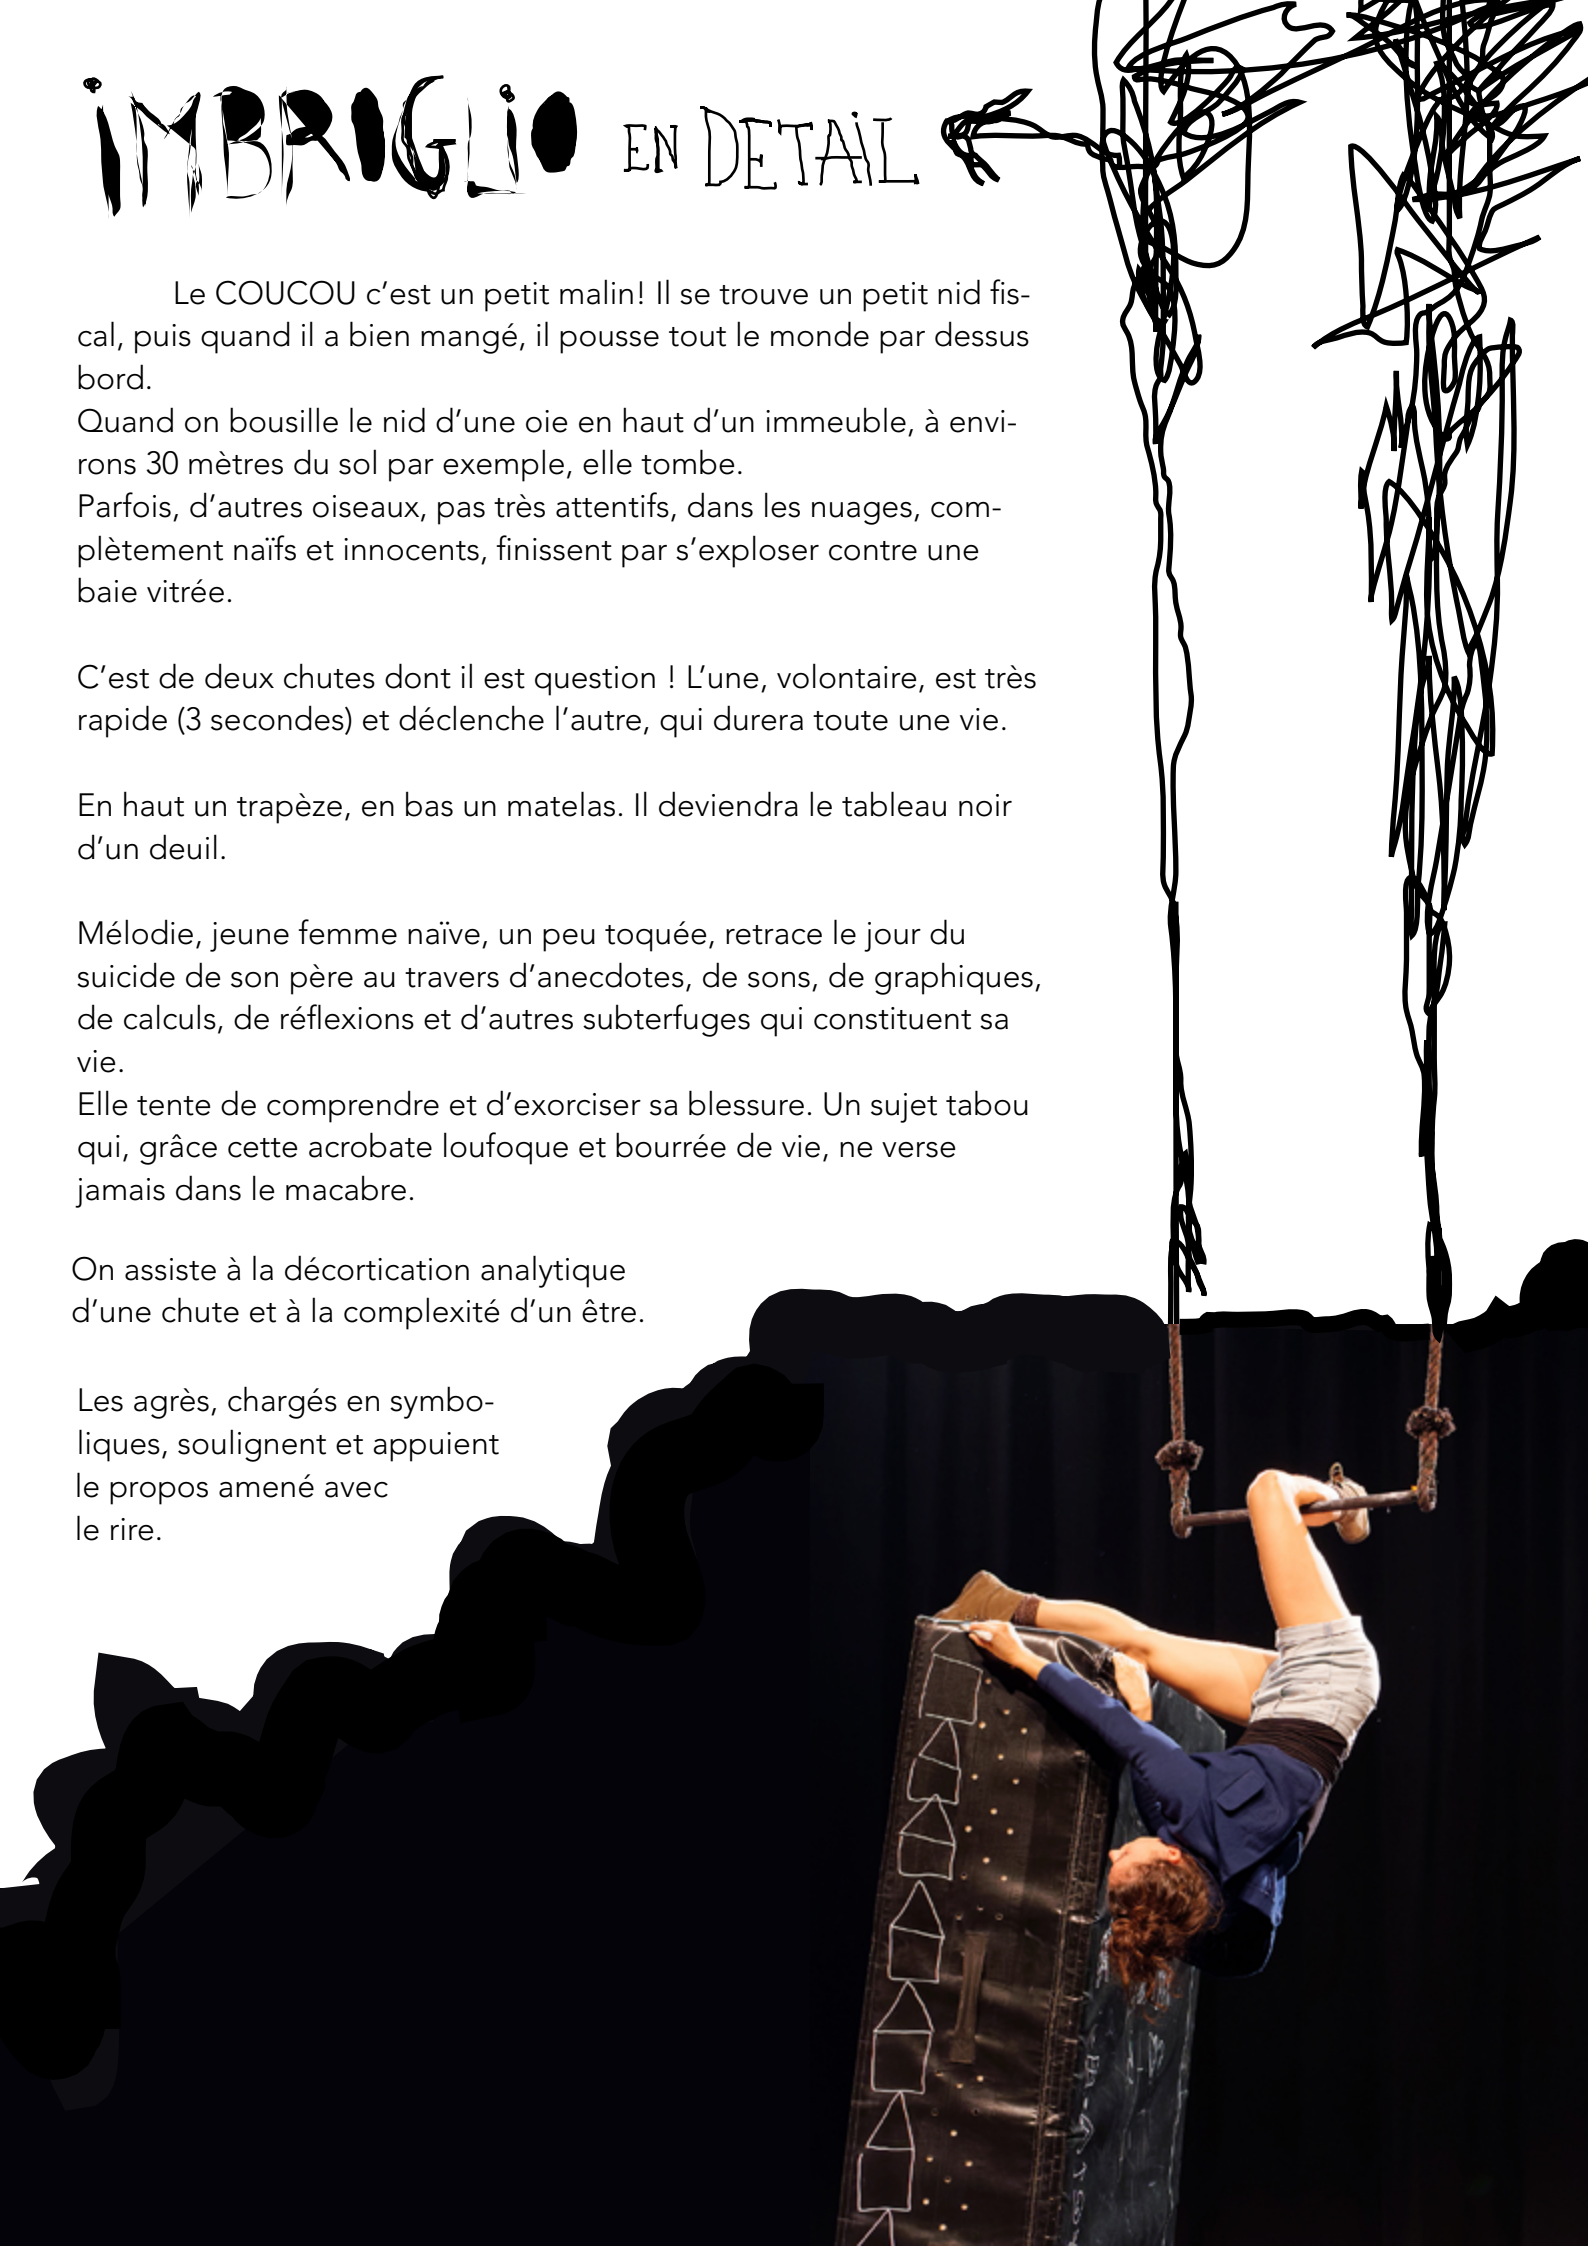 iMBRiOGLiO EN DETAiL
Le COUCOU c’est un petit malin! Il se trouve un petit nid fis-
cal, puis quand il a bien mangé, il pousse tout le monde par dessus
bord.
Quand on bousille le nid d’une oie en haut d’un immeuble, à envi-
rons 30 mètres du sol par exemple, elle tombe.
Parfois, d’autres oiseaux, pas très attentifs, dans les nuages, com-
plètement naïfs et innocents, finissent par s’exploser contre une
baie vitrée.
C’est de deux chutes dont il est question ! L’une, volontaire, est très
rapide (3 secondes) et déclenche l’autre, qui durera toute une vie.
En haut un trapèze, en bas un matelas. Il deviendra le tableau noir
d’un deuil.
Mélodie, jeune femme naïve, un peu toquée, retrace le jour du
suicide de son père au travers d’anecdotes, de sons, de graphiques,
de calculs, de réflexions et d’autres subterfuges qui constituent sa
vie.
Elle tente de comprendre et d’exorciser sa blessure. Un sujet tabou
qui, grâce cette acrobate loufoque et bourrée de vie, ne verse
jamais dans le macabre.
On assiste à la décortication analytique
d’une chute et à la complexité d’un être.
Les agrès, chargés en symbo-
liques, soulignent et appuient
le propos amené avec
le rire.